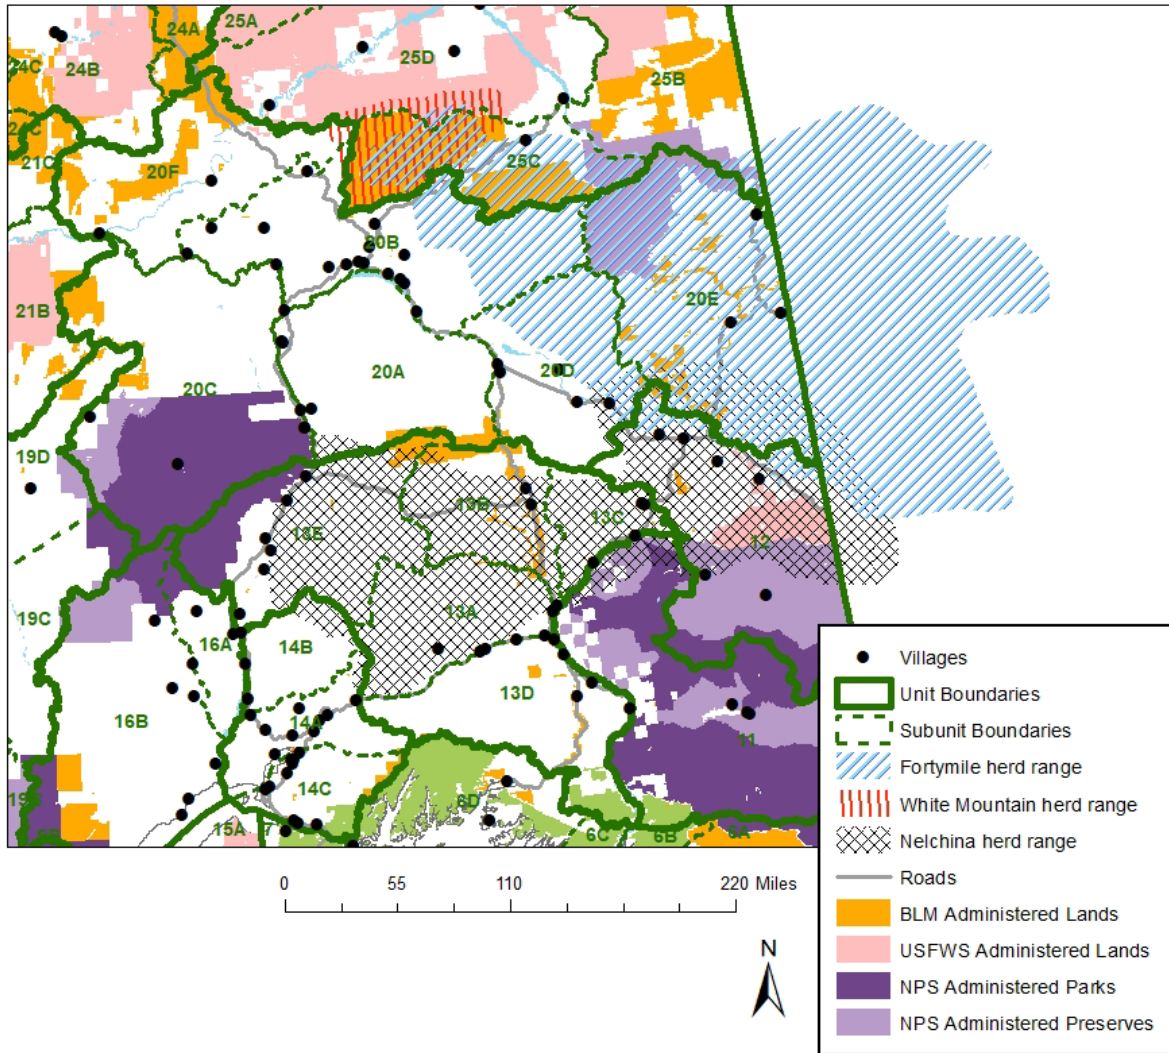 25A
24A
24C
24B
25D
25B
21C
20F
25C
20B
21B
20E
20C
20A
20D
19D
13B
13E
13C
12
19C
16A
14B
13A
16B
13D
14A
11
14C
6D
19
15A
7
6C
6B
6A
Villages
Unit Boundaries
Subunit Boundaries
Fortymile herd range
White Mountain herd range
Nelchina herd range
Roads
BLM Administered Lands
USFWS Administered Lands
NPS Administered Parks
NPS Administered Preserves
0 55 110 220 Miles
N